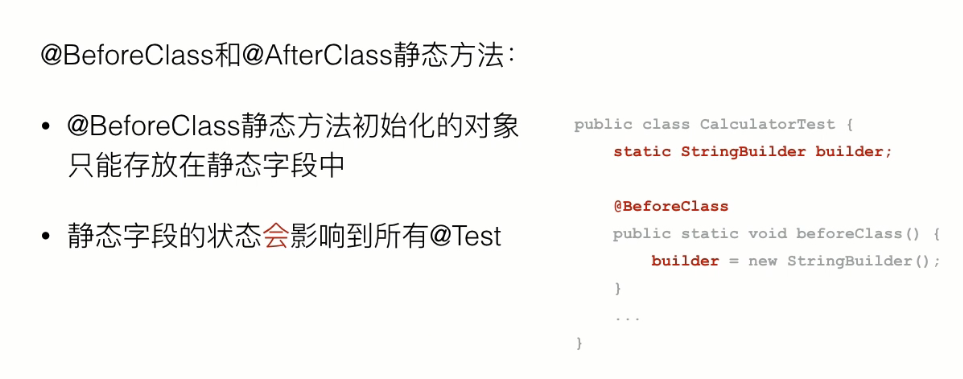 @BeforeClass和@AfterClass静态方法：
• @BeforeClass静态方法初始化的对象
只能存放在静态字段中
• 静态字段的状态会影响到所有@Test
public class CalculatorTest {
static StringBuilder builder;
@BeforeClass
public static void beforeClass() {
builder = new StringBuilder();
}
...
}